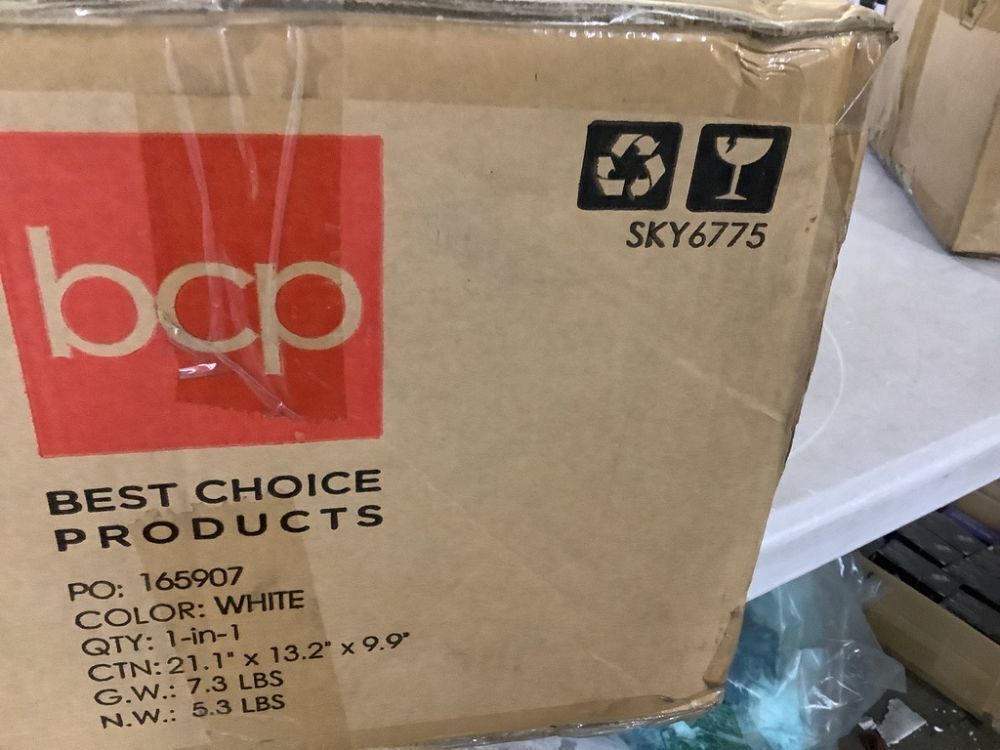 bcp
SKY6775
BEST CHOICE
PRODUCTS
PO: 165907
COLOR: WHITE
QTY: 1-in-1
CTN: 21.1" x 13.2" x 9.9"
G.W.: 7.3 LBS
N.W.: 5.3 LBS